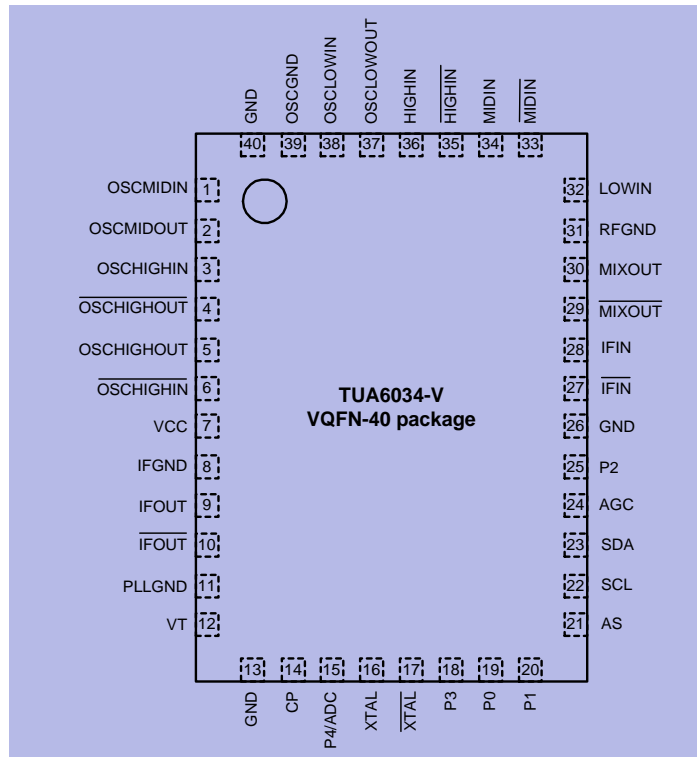 GND
OSCGND
OSCLOWIN
OSCLOWOUT
HIGHIN
HIGHIN
MIDIN
MIDIN
40 39 38 37 36 35 34 33
OSCMIDIN 1
32 LOWIN
OSCMIDOUT 2
31 RFGND
OSCHIGHIN 3
30 MIXOUT
OSCHIGHOUT 4
29 MIXOUT
OSCHIGHOUT 5
28 IFIN
OSCHIGHIN 6
27 IFIN
TUA6034-V
VQFN-40 package
VCC 7
26 GND
IFGND 8
25 P2
IFOUT 9
24 AGC
IFOUT 10
23 SDA
PLLGND 11
22 SCL
VT 12
21 AS
13 14 15 16 17 18 19 20
GND
CP
P4/ADC
XTAL
XTAL
P3
P0
P1